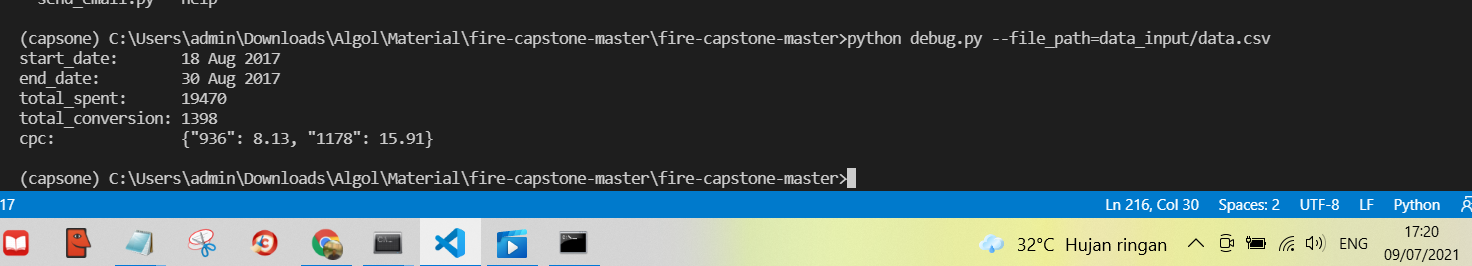 send_email.py --help
(capsone) C:\Users\admin\Downloads\Algol\Material\fire-capstone-master\fire-capstone-master>python debug.py --file_path=data_input/data.csv
start_date: 18 Aug 2017
end_date: 30 Aug 2017
total_spent: 19470
total_conversion: 1398
cpc: {"936": 8.13, "1178": 15.91}
(capsone) C:\Users\admin\Downloads\Algol\Material\fire-capstone-master\fire-capstone-master>
17 Ln 216, Col 30 Spaces: 2 UTF-8 LF Python
32°C Hujan ringan ENG 17:20
09/07/2021